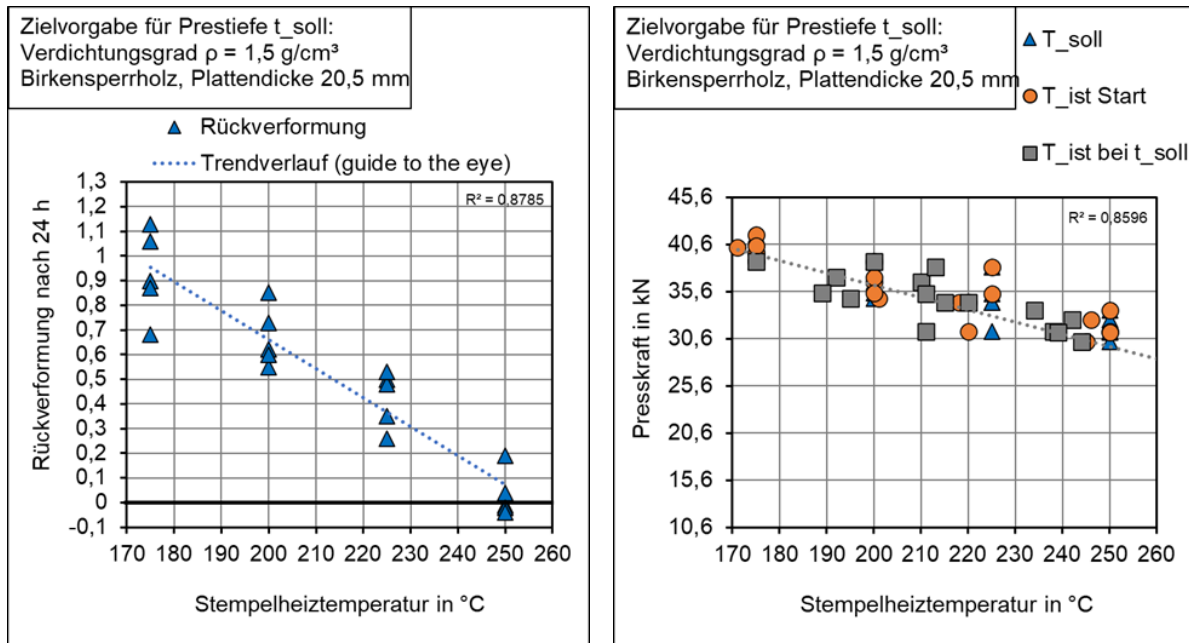 Zielvorgabe für Prestiefe t_soll:
Verdichtungsgrad ρ = 1,5 g/cm³
Birkensperrholz, Plattendicke 20,5 mm
Rückverformung
Trendverlauf (guide to the eye)
R² = 0,8785
Rückverformung nach 24 h
1,3
1,2
1,1
1
0,9
0,8
0,7
0,6
0,5
0,4
0,3
0,2
0,1
0
-0,1
170 180 190 200 210 220 230 240 250 260
Stempelheiztemperatur in °C
Zielvorgabe für Prestiefe t_soll:
Verdichtungsgrad ρ = 1,5 g/cm³
Birkensperrholz, Plattendicke 20,5 mm
T_soll
T_ist Start
T_ist bei t_soll
R² = 0,8596
Presskraft in kN
45,6
40,6
35,6
30,6
25,6
20,6
15,6
10,6
170 180 190 200 210 220 230 240 250 260
Stempelheiztemperatur in °C